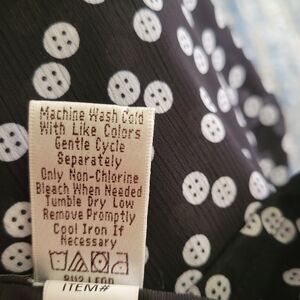 Machine Wash Cold
With Like Colors
Gentle Cycle
Separately
Only Non-Chlorine
Bleach When Needed
Tumble Dry Low
Remove Promptly
Cool Iron If
Necessary
ITEM#